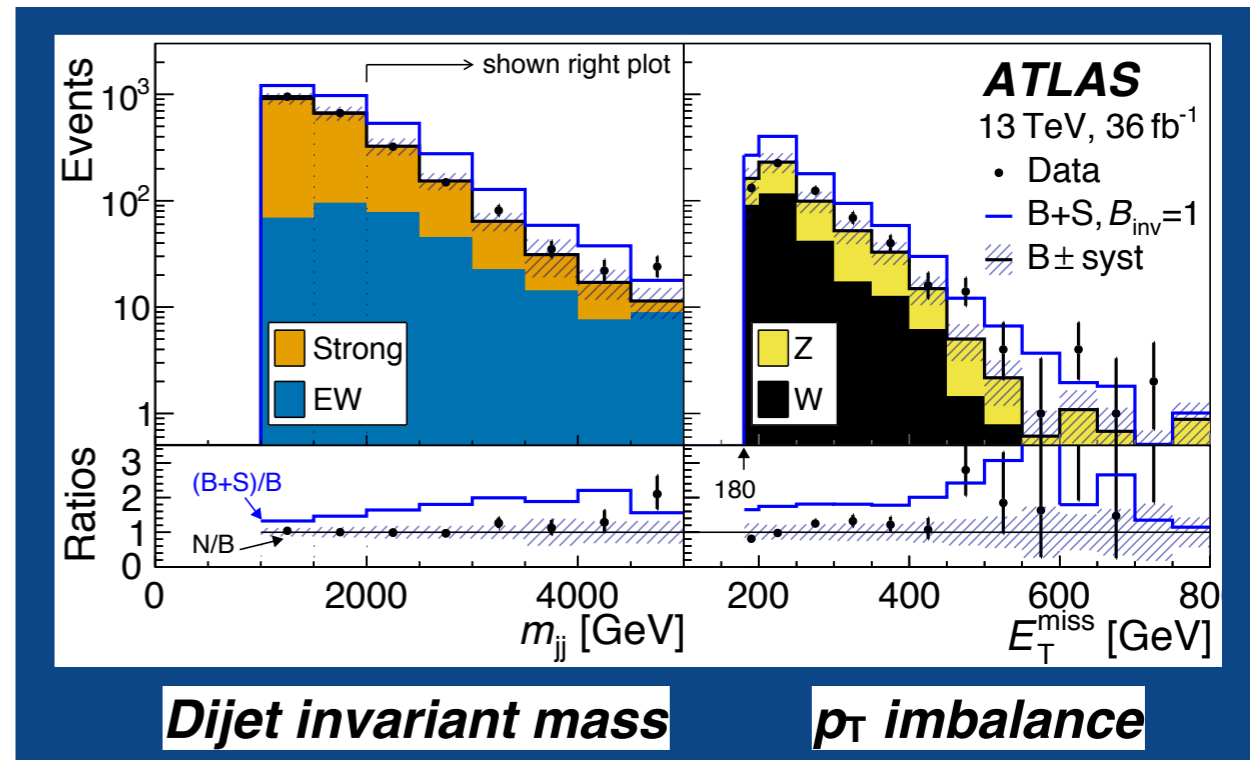 Events
10³
10²
10
1
shown right plot
Strong
EW
ATLAS
13 TeV, 36 fb⁻¹
Data
B+S, B_inv=1
B ± syst
Z
W
Ratios
3
2
1
0
(B+S)/B
N/B
180
0 2000 4000
m_jj [GeV]
200 400 600 80
E_T^miss [GeV]
Dijet invariant mass
p_T imbalance